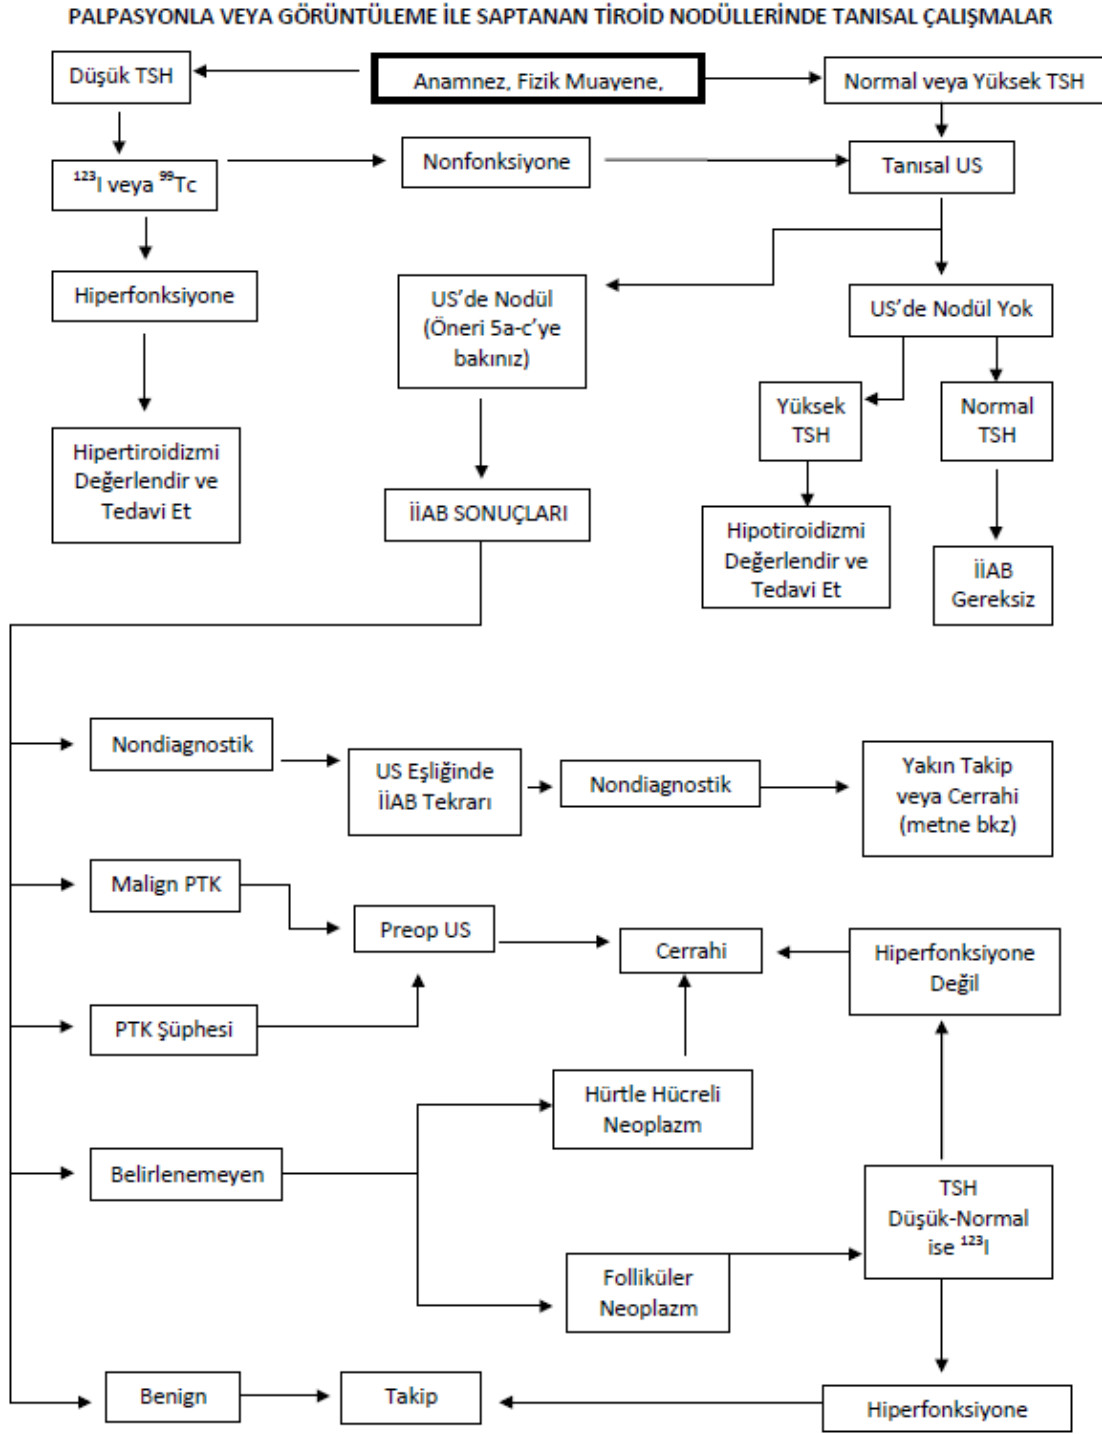 PALPASYONLA VEYA GÖRÜNTÜLEME İLE SAPTANAN TİROİD NODÜLLERİNDE TANISAL ÇALIŞMALAR
Düşük TSH
Anamnez, Fizik Muayene,
Normal veya Yüksek TSH
¹²³I veya ⁹⁹Tc
Nonfonksiyone
Tanısal US
Hiperfonksiyone
US’de Nodül
(Öneri 5a-c’ye
bakınız)
US’de Nodül Yok
Yüksek
TSH
Normal
TSH
Hipertiroidizmi
Değerlendir ve
Tedavi Et
İİAB SONUÇLARI
Hipotiroidizmi
Değerlendir ve
Tedavi Et
İİAB
Gereksiz
Nondiagnostik
US Eşliğinde
İİAB Tekrarı
Nondiagnostik
Yakın Takip
veya Cerrahi
(metne bkz)
Malign PTK
Preop US
Cerrahi
Hiperfonksiyone
Değil
PTK Şüphesi
Hürtle Hücreli
Neoplazm
Belirlenemeyen
TSH
Düşük-Normal
ise ¹²³I
Folliküler
Neoplazm
Benign
Takip
Hiperfonksiyone